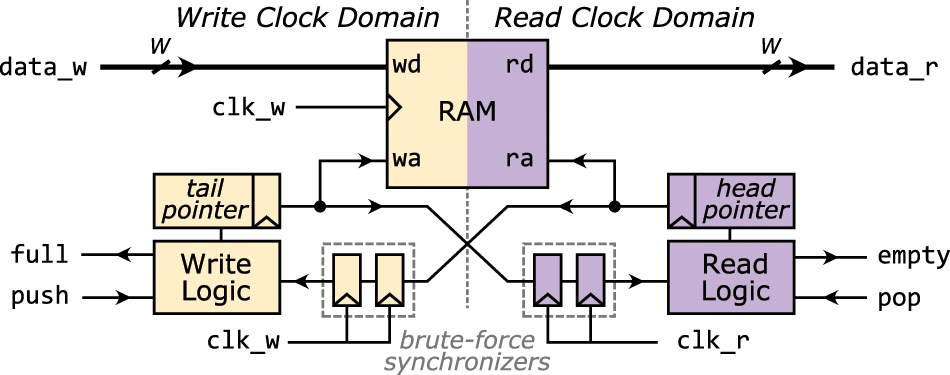 Write Clock Domain
Read Clock Domain
W
W
data_w
wd
rd
data_r
clk_w
RAM
wa
ra
tail
pointer
head
pointer
full
Write
Logic
Read
Logic
empty
push
pop
clk_w
brute-force
synchronizers
clk_r